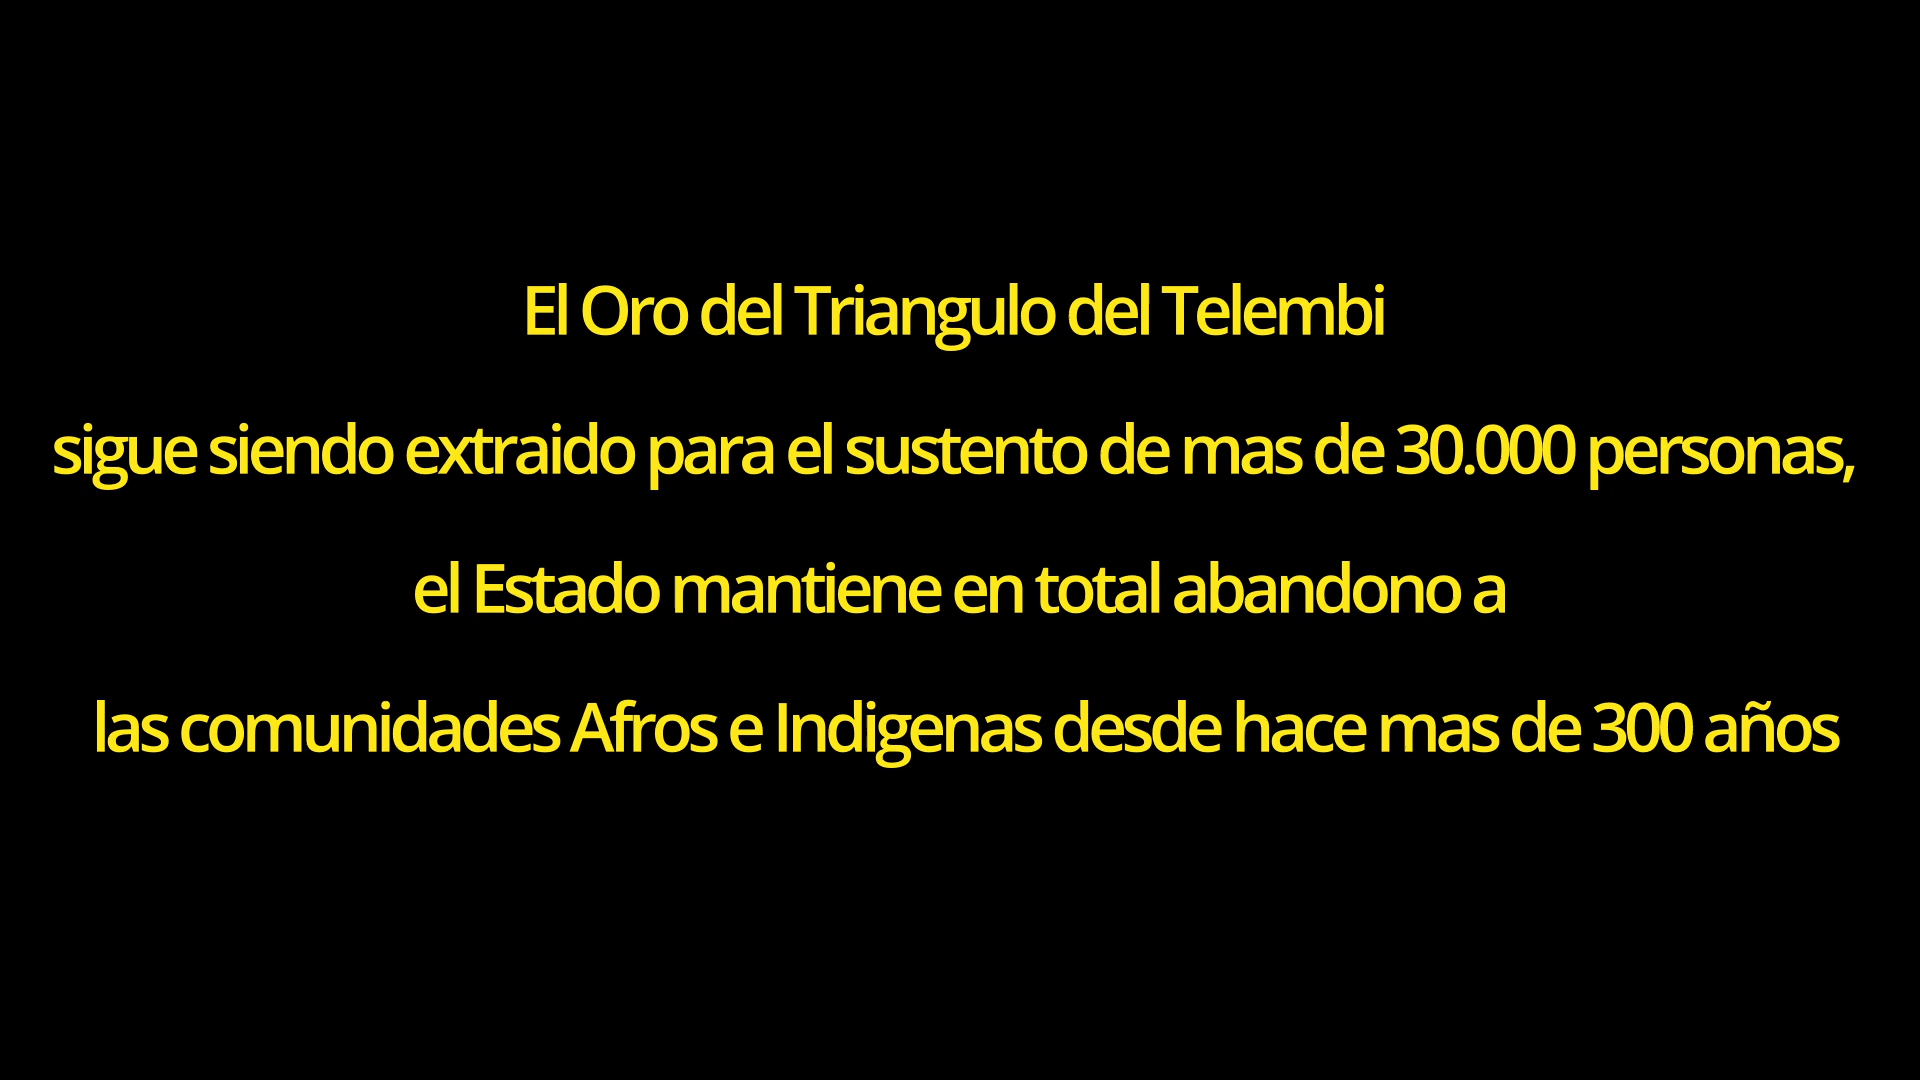 El Oro del Triangulo del Telembi
sigue siendo extraido para el sustento de mas de 30.000 personas,
el Estado mantiene en total abandono a
las comunidades Afros e Indigenas desde hace mas de 300 años